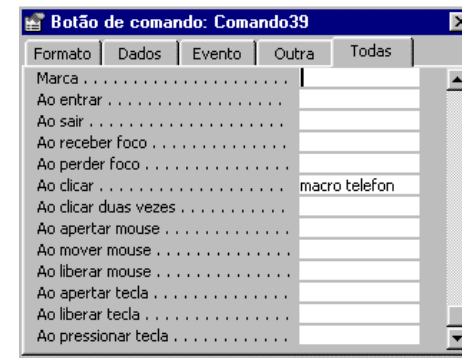 Botão de comando: Comando39
Formato Dados Evento Outra Todas
Marca . . . . . . . . . . . . . . . . . . . . .
Ao entrar . . . . . . . . . . . . . . . . . .
Ao sair . . . . . . . . . . . . . . . . . . . .
Ao receber foco . . . . . . . . . . . . .
Ao perder foco . . . . . . . . . . . . . .
Ao clicar . . . . . . . . . . . . . . . . . . . macro telefon
Ao clicar duas vezes . . . . . . . . . . .
Ao apertar mouse . . . . . . . . . . . .
Ao mover mouse . . . . . . . . . . . . .
Ao liberar mouse . . . . . . . . . . . . .
Ao apertar tecla . . . . . . . . . . . . .
Ao liberar tecla . . . . . . . . . . . . . .
Ao pressionar tecla . . . . . . . . . . .